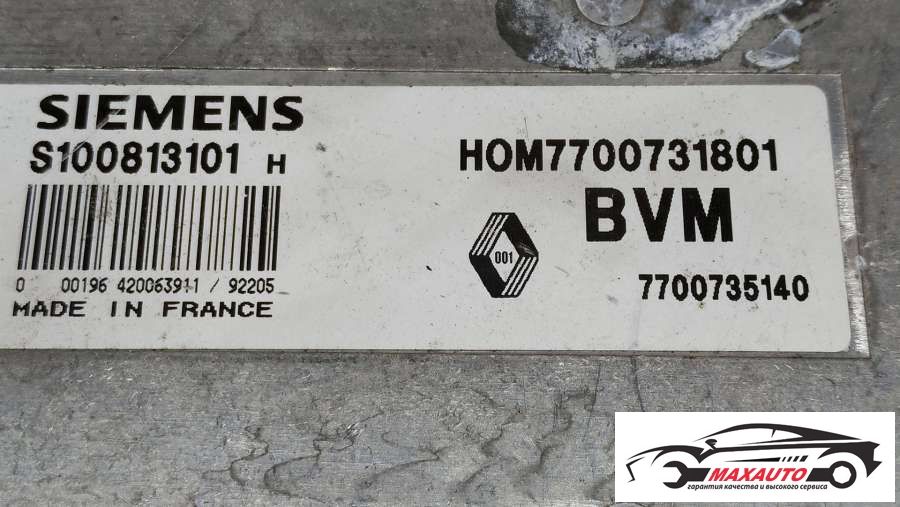 SIEMENS
S100813101 H
0 00196 420063911 / 92205
MADE IN FRANCE
HOM7700731801
BVM
001
7700735140
MAXAUTO
гарантия качества и высокого сервиса